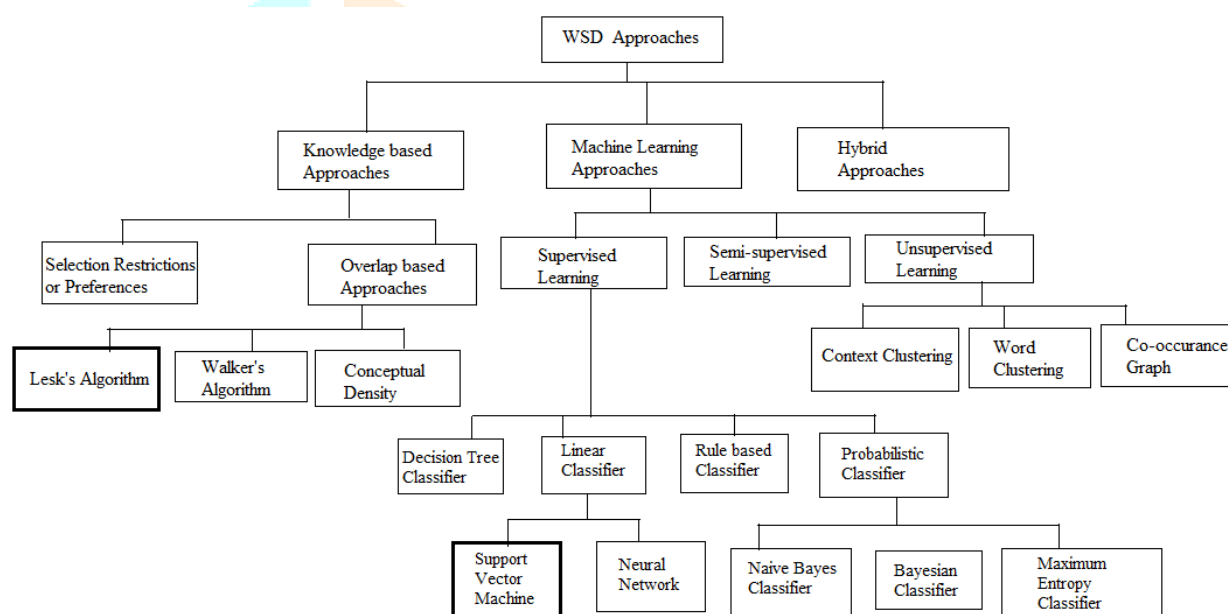 WSD Approaches
Knowledge based
Approaches
Machine Learning
Approaches
Hybrid
Approaches
Selection Restrictions
or Preferences
Overlap based
Approaches
Supervised
Learning
Semi-supervised
Learning
Unsupervised
Learning
Lesk's Algorithm
Walker's
Algorithm
Conceptual
Density
Context Clustering
Word
Clustering
Co-occurance
Graph
Decision Tree
Classifier
Linear
Classifier
Rule based
Classifier
Probabilistic
Classifier
Support
Vector
Machine
Neural
Network
Naive Bayes
Classifier
Bayesian
Classifier
Maximum
Entropy
Classifier